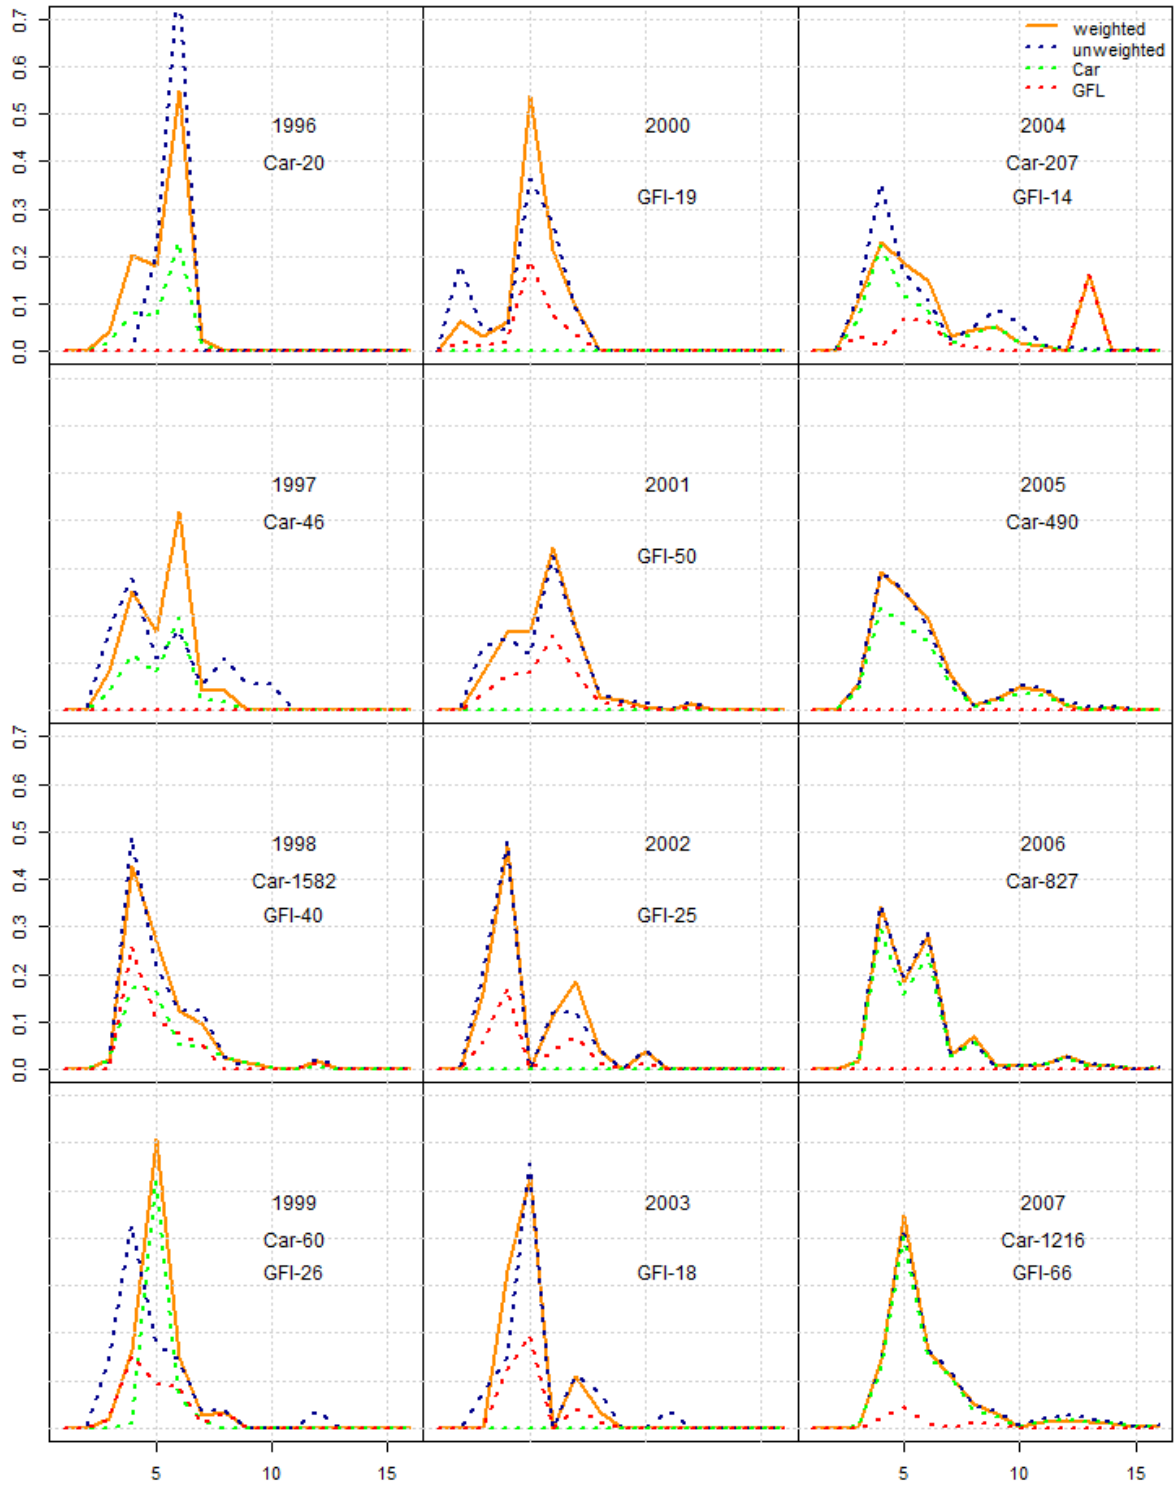 0.7
0.6
0.5
0.4
0.3
0.2
0.1
0.0
1996
Car-20
2000
GFI-19
weighted
unweighted
Car
GFL
2004
Car-207
GFI-14
1997
Car-46
2001
GFI-50
2005
Car-490
0.7
0.6
0.5
0.4
0.3
0.2
0.1
0.0
1998
Car-1582
GFI-40
2002
GFI-25
2006
Car-827
1999
Car-60
GFI-26
2003
GFI-18
2007
Car-1216
GFI-66
5 10 15
5 10 15